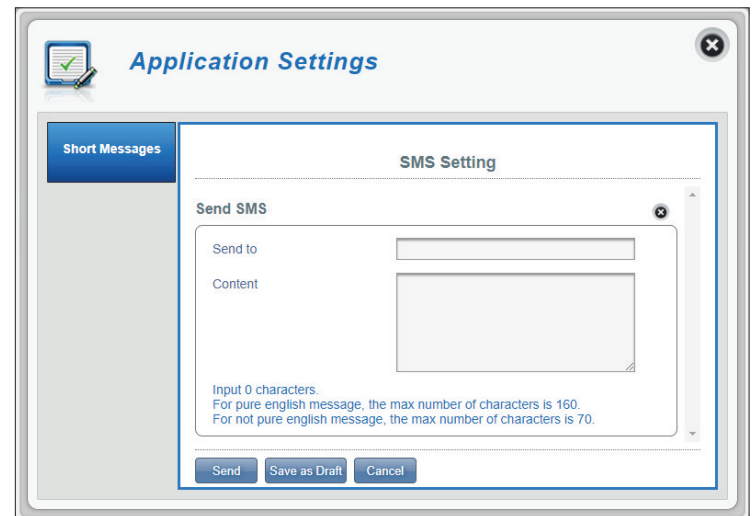 Application Settings
Short Messages
SMS Setting
Send SMS
Send to
Content
Input 0 characters.
For pure english message, the max number of characters is 160.
For not pure english message, the max number of characters is 70.
Send Save as Draft Cancel